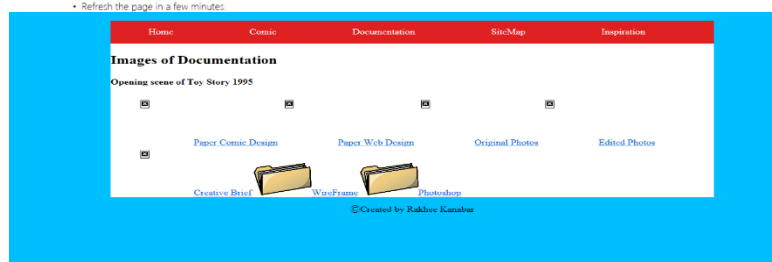 • Refresh the page in a few minutes.
Home Comic Documentation SiteMap Inspiration
Images of Documentation
Opening scene of Toy Story 1995
Paper Comic Design Paper Web Design Original Photos Edited Photos
Creative Brief WireFrame Photoshop
©Created by Rakhee Kanabar